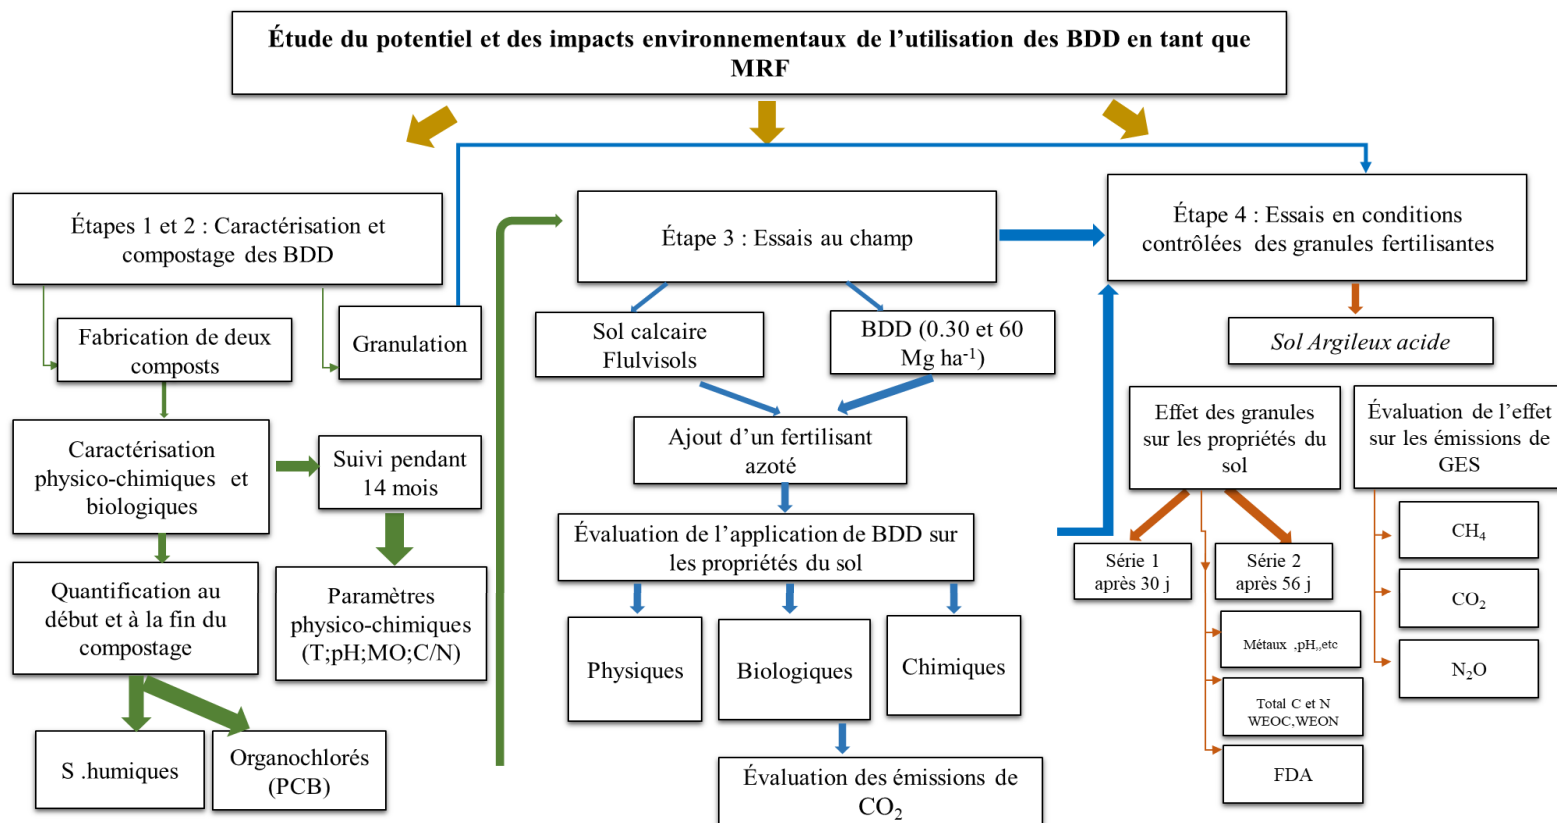 Étude du potentiel et des impacts environnementaux de l’utilisation des BDD en tant que
MRF
Étapes 1 et 2 : Caractérisation et
compostage des BDD
Fabrication de deux
composts
Granulation
Caractérisation
physico-chimiques et
biologiques
Suivi pendant
14 mois
Quantification au
début et à la fin du
compostage
Paramètres
physico-chimiques
(T;pH;MO;C/N)
S .humiques
Organochlorés
(PCB)
Étape 3 : Essais au champ
Sol calcaire
Flulvisols
BDD (0.30 et 60
Mg ha⁻¹)
Ajout d’un fertilisant
azoté
Évaluation de l’application de BDD sur
les propriétés du sol
Physiques
Biologiques
Chimiques
Évaluation des émissions de
CO₂
Étape 4 : Essais en conditions
contrôlées des granules fertilisantes
Sol Argileux acide
Effet des granules
sur les propriétés du
sol
Série 1
après 30 j
Série 2
après 56 j
Métaux ,pH,,etc
Total C et N
WEOC,WEON
FDA
Évaluation de l’effet
sur les émissions de
GES
CH₄
CO₂
N₂O